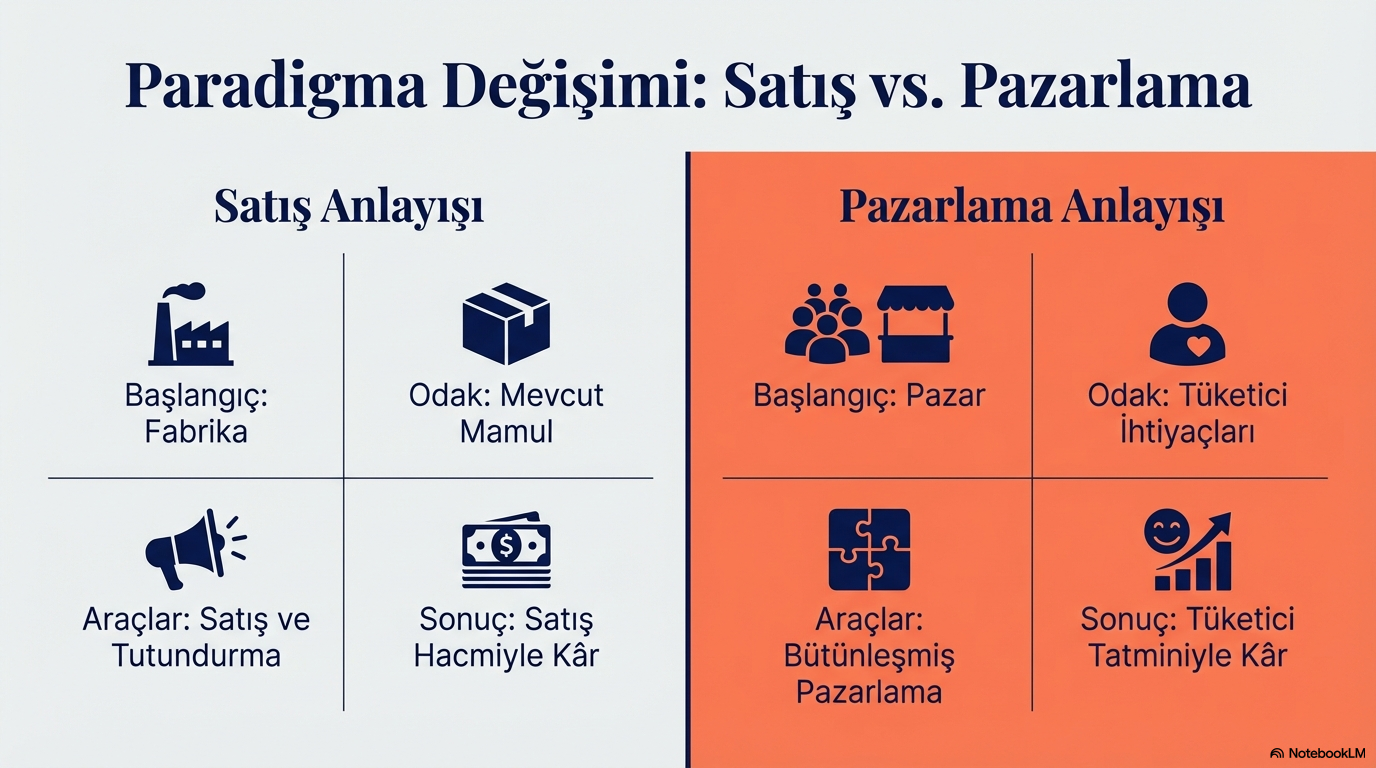 Paradigma Değişimi: Satış vs. Pazarlama
Satış Anlayışı
Başlangıç:
Fabrika
Odak: Mevcut
Mamul
Araçlar: Satış ve
Tutundurma
$
Sonuç: Satış
Hacmiyle Kâr
Pazarlama Anlayışı
Başlangıç: Pazar
Odak: Tüketici
İhtiyaçları
Araçlar:
Bütünleşmiş
Pazarlama
Sonuç: Tüketici
Tatminiyle Kâr
NotebookLM